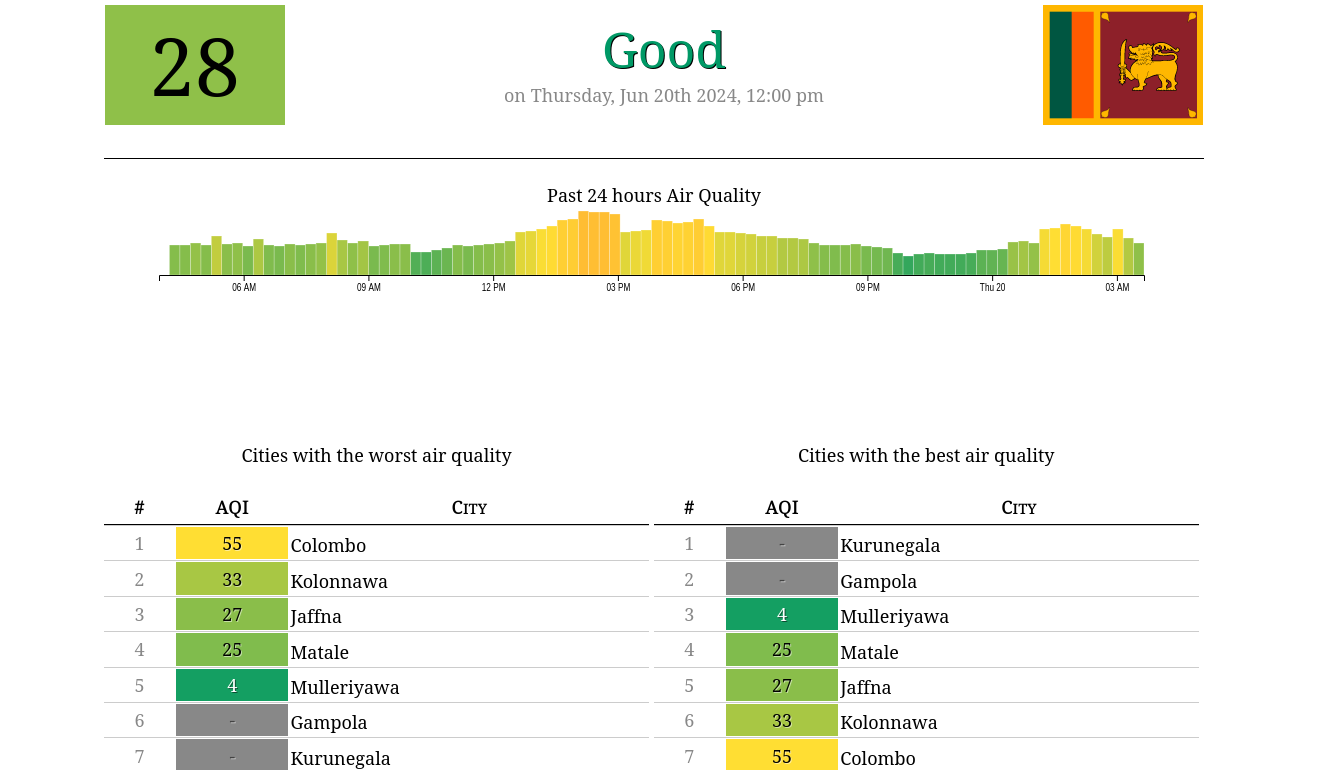 28
Good
on Thursday, Jun 20th 2024, 12:00 pm
Past 24 hours Air Quality
06 AM 09 AM 12 PM 03 PM 06 PM 09 PM Thu 20 03 AM
Cities with the worst air quality
# AQI City
1 55 Colombo
2 33 Kolonnawa
3 27 Jaffna
4 25 Matale
5 4 Mulleriyawa
6 - Gampola
7 - Kurunegala
Cities with the best air quality
# AQI City
1 - Kurunegala
2 - Gampola
3 4 Mulleriyawa
4 25 Matale
5 27 Jaffna
6 33 Kolonnawa
7 55 Colombo